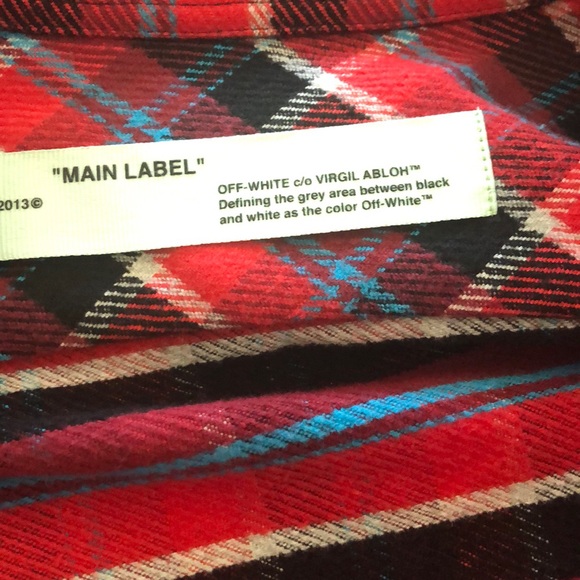 "MAIN LABEL"
2013©
OFF-WHITE c/o VIRGIL ABLOH™
Defining the grey area between black
and white as the color Off-White™